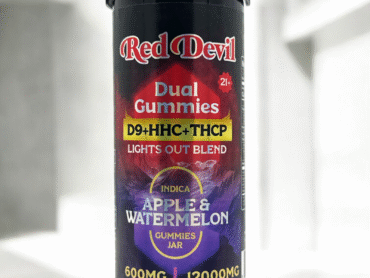 Red Devil
21+
Dual
Gummies
D9+HHC+THCP
LIGHTS OUT BLEND
INDICA
APPLE &
WATERMELON
GUMMIES
JAR
600MG 12000MG